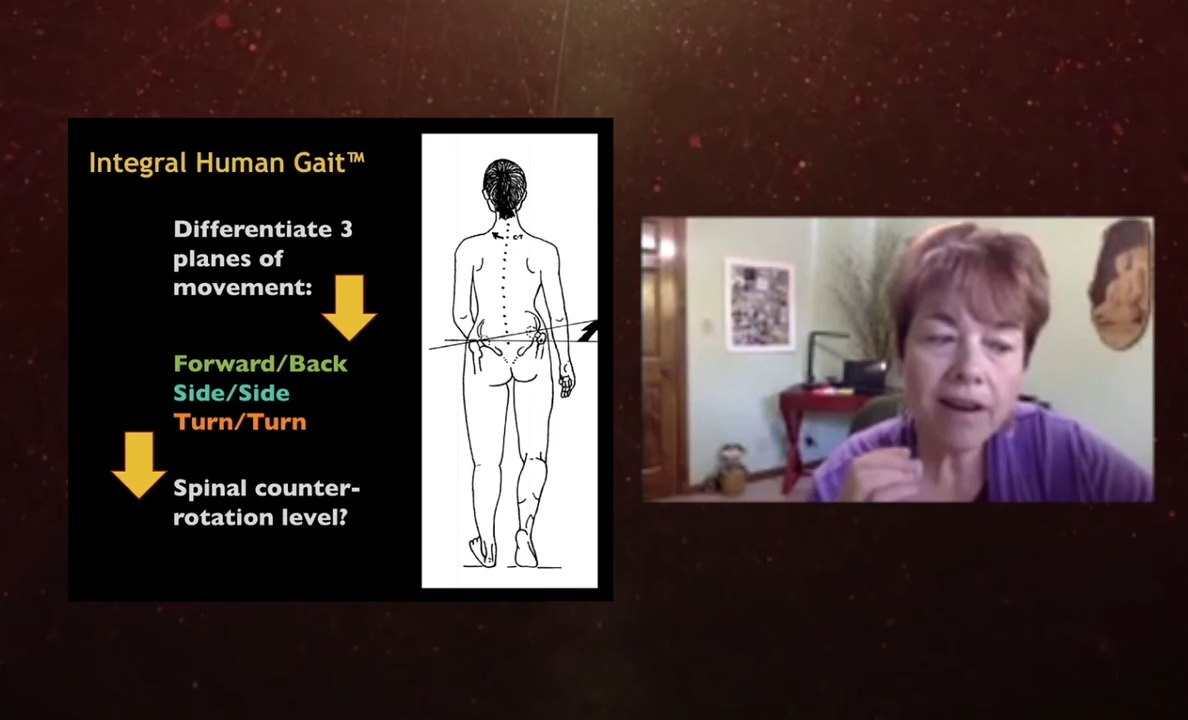 Integral Human Gait™
Differentiate 3
planes of
movement:
Forward/Back
Side/Side
Turn/Turn
Spinal counter-
rotation level?